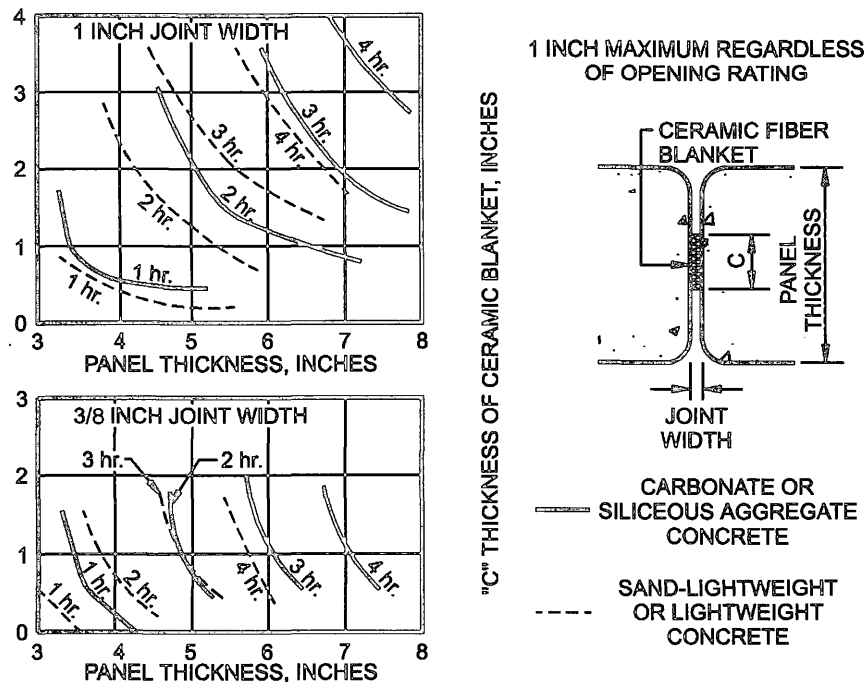 1 INCH JOINT WIDTH
4
3
2
1
0
1 hr.
1 hr.
2 hr.
2 hr.
3 hr.
3 hr.
4 hr.
4 hr.
3 4 5 6 7 8
PANEL THICKNESS, INCHES
3/8 INCH JOINT WIDTH
3
2
1
0
3 hr.
2 hr.
1 hr.
1 hr.
2 hr.
4 hr.
3 hr.
4 hr.
3 4 5 6 7 8
PANEL THICKNESS, INCHES
"C" THICKNESS OF CERAMIC BLANKET, INCHES
1 INCH MAXIMUM REGARDLESS
OF OPENING RATING
CERAMIC FIBER
BLANKET
C
PANEL
THICKNESS
JOINT
WIDTH
CARBONATE OR
SILICEOUS AGGREGATE
CONCRETE
SAND-LIGHTWEIGHT
OR LIGHTWEIGHT
CONCRETE